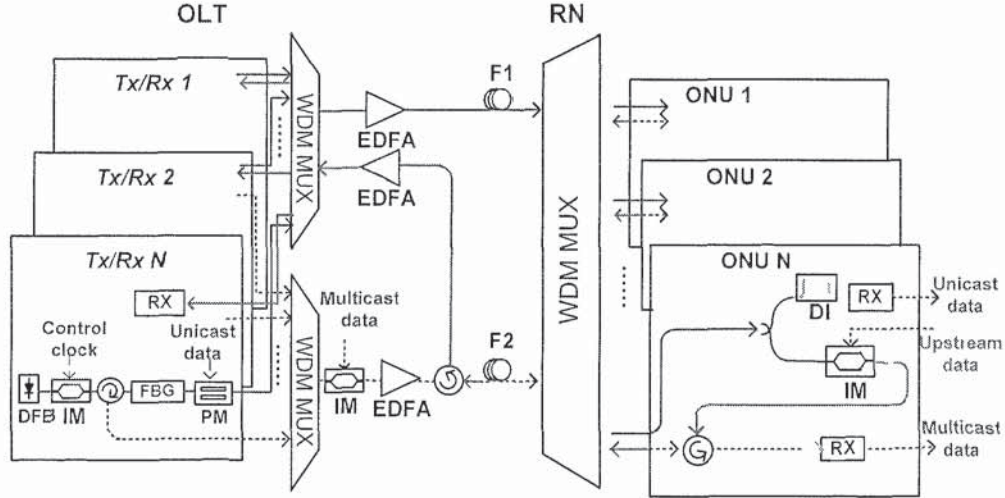 OLT
RN
Tx/Rx 1
WDM MUX
EDFA
F1
WDM MUX
ONU 1
Tx/Rx 2
EDFA
ONU 2
Tx/Rx N
RX
Control
clock
Unicast
data
DFB
IM
FBG
PM
WDM MUX
Multicast
data
IM
EDFA
F2
ONU N
DI
RX
Unicast
data
Upstream
data
IM
RX
Multicast
data